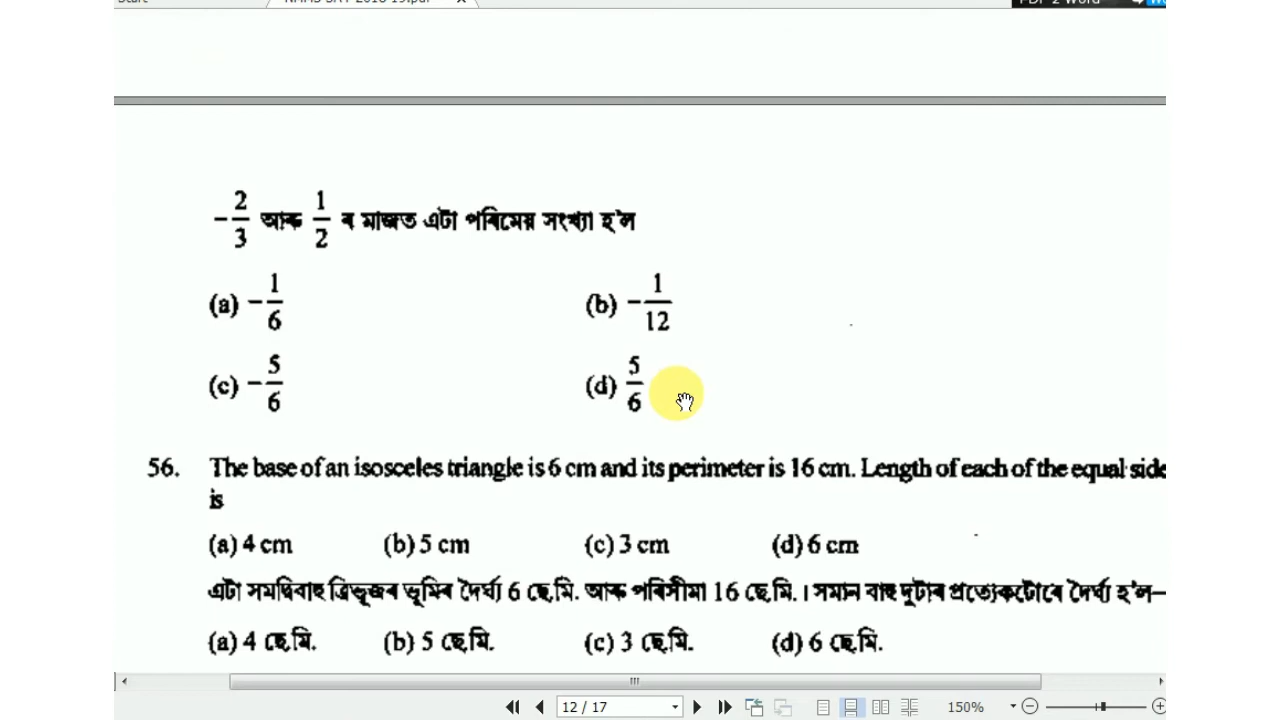 -2/3 আৰু 1/2 ৰ মাজত এটা পৰিমেয় সংখ্যা হ'ল
(a) -1/6 (b) -1/12
(c) -5/6 (d) 5/6
56. The base of an isosceles triangle is 6 cm and its perimeter is 16 cm. Length of each of the equal side
is
(a) 4 cm (b) 5 cm (c) 3 cm (d) 6 cm
এটা সমদ্বিবাহু ত্ৰিভূজৰ ভূমিৰ দৈৰ্ঘ্য 6 ছে.মি. আৰু পৰিসীমা 16 ছে.মি. । সমান বাহু দুটাৰ প্ৰত্যেকটোৰে দৈৰ্ঘ্য হ'ল–
(a) 4 ছে.মি. (b) 5 ছে.মি. (c) 3 ছে.মি. (d) 6 ছে.মি.
12 / 17 150%